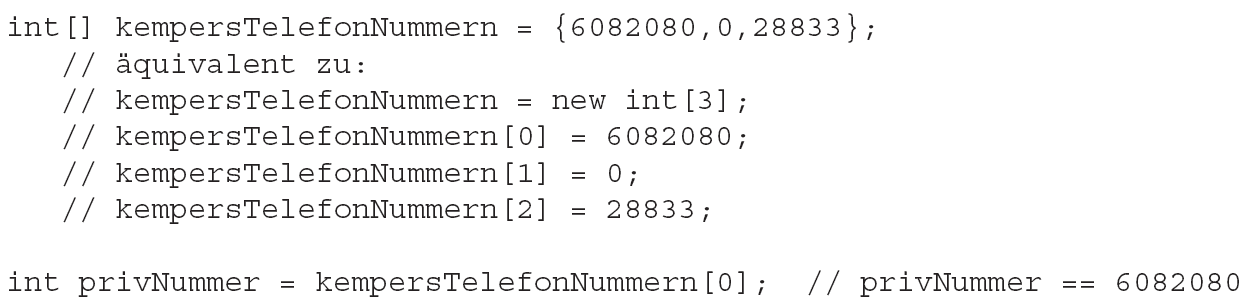 int[] kempersTelefonNummern = {6082080,0,28833};
// äquivalent zu:
// kempersTelefonNummern = new int[3];
// kempersTelefonNummern[0] = 6082080;
// kempersTelefonNummern[1] = 0;
// kempersTelefonNummern[2] = 28833;
int privNummer = kempersTelefonNummern[0]; // privNummer == 6082080